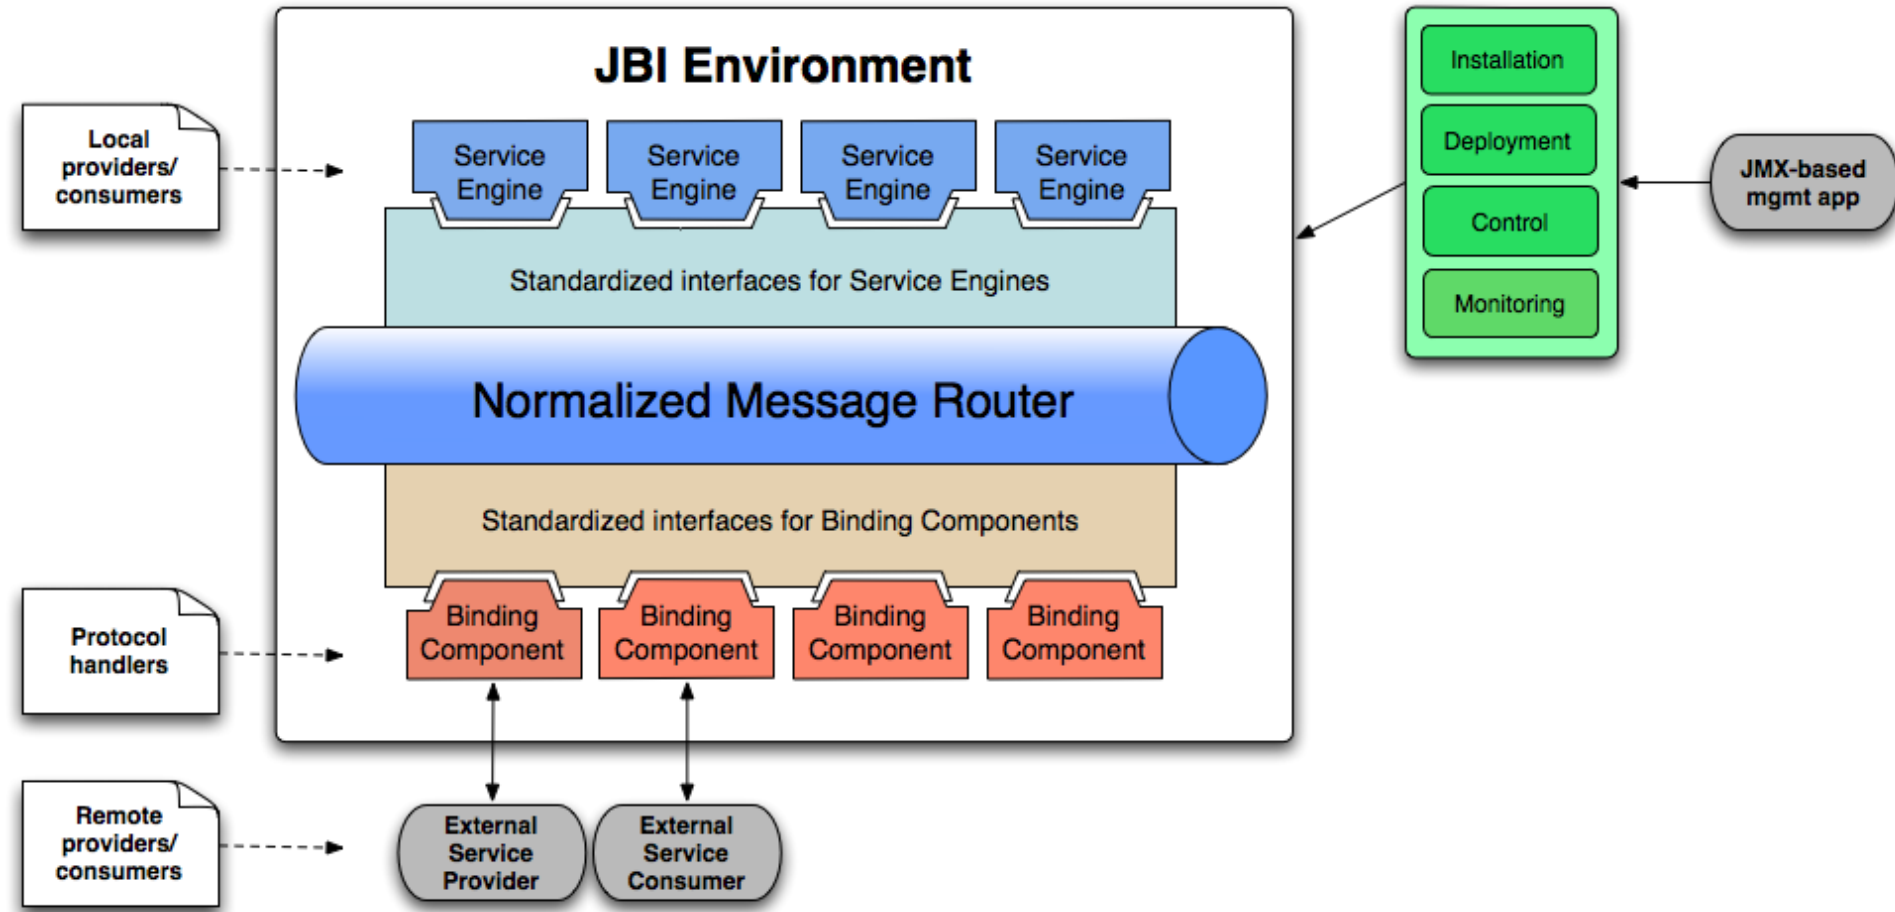 JBI Environment
Local
providers/
consumers
Service
Engine
Service
Engine
Service
Engine
Service
Engine
Standardized interfaces for Service Engines
Normalized Message Router
Standardized interfaces for Binding Components
Protocol
handlers
Binding
Component
Binding
Component
Binding
Component
Binding
Component
Remote
providers/
consumers
External
Service
Provider
External
Service
Consumer
Installation
Deployment
Control
Monitoring
JMX-based
mgmt app